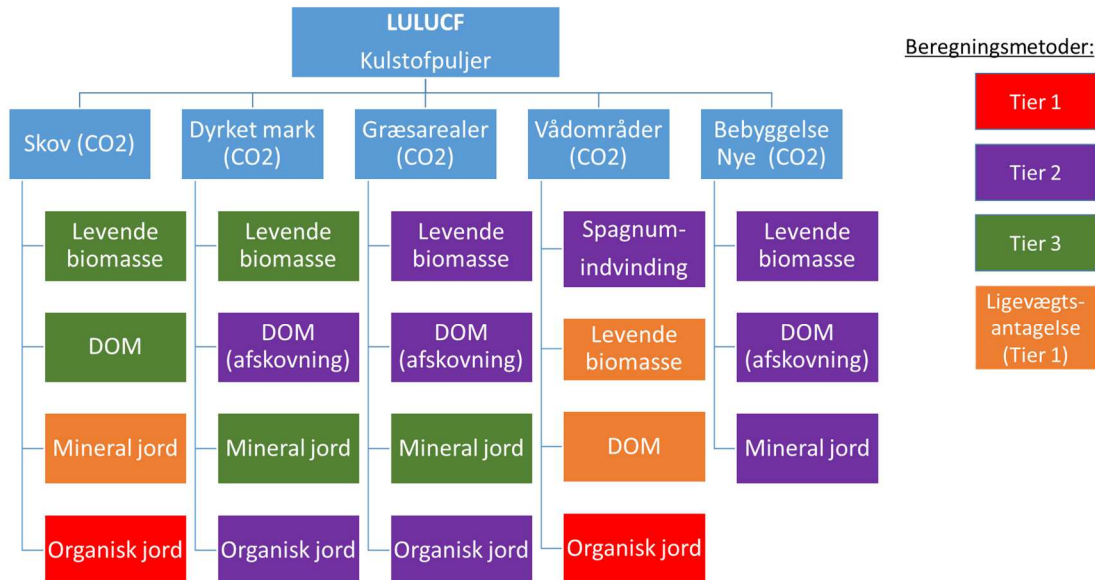 LULUCF
Kulstofpuljer
Beregningsmetoder:
Skov (CO2)
Dyrket mark
(CO2)
Græsarealer
(CO2)
Vådområder
(CO2)
Bebyggelse
Nye (CO2)
Levende
biomasse
DOM
Mineral jord
Organisk jord
Levende
biomasse
DOM
(afskovning)
Mineral jord
Organisk jord
Levende
biomasse
DOM
(afskovning)
Mineral jord
Organisk jord
Spagnum-
indvinding
Levende
biomasse
DOM
Organisk jord
Levende
biomasse
DOM
(afskovning)
Mineral jord
Tier 1
Tier 2
Tier 3
Ligevægts-
antagelse
(Tier 1)